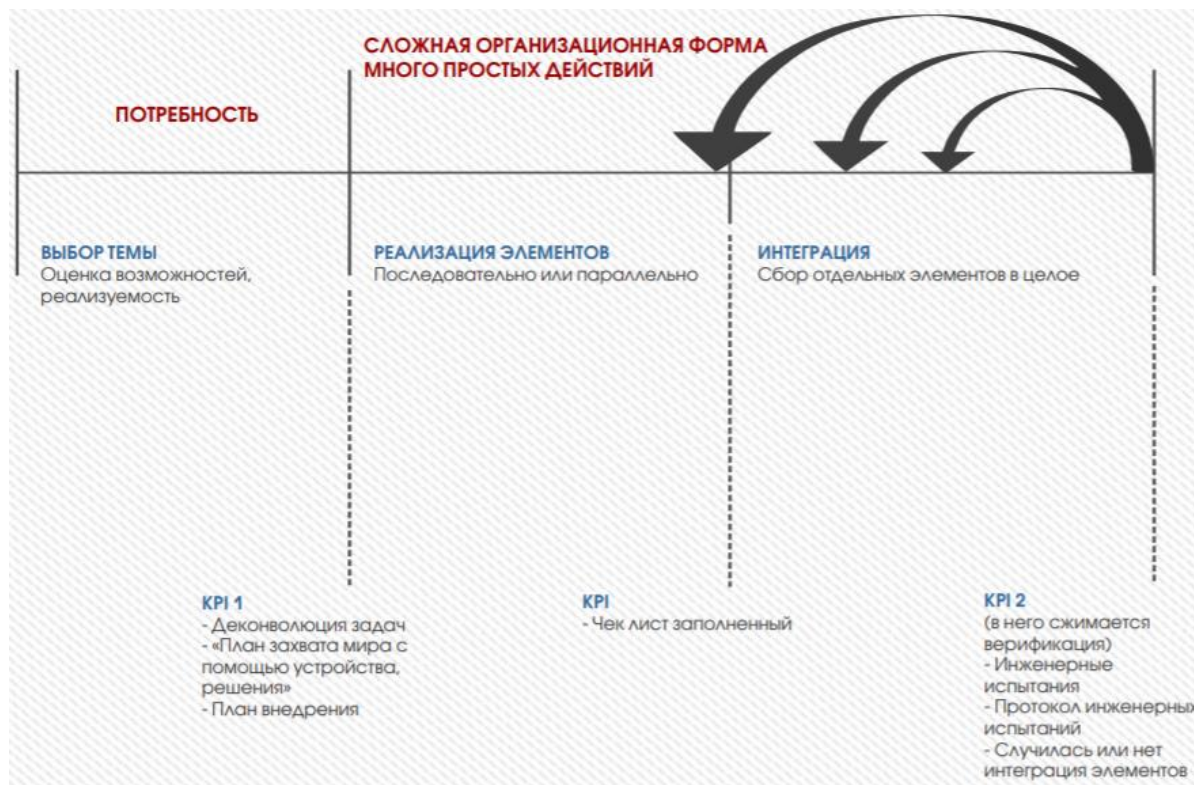 СЛОЖНАЯ ОРГАНИЗАЦИОННАЯ ФОРМА
МНОГО ПРОСТЫХ ДЕЙСТВИЙ
ПОТРЕБНОСТЬ
ВЫБОР ТЕМЫ
Оценка возможностей,
реализуемость
РЕАЛИЗАЦИЯ ЭЛЕМЕНТОВ
Последовательно или параллельно
ИНТЕГРАЦИЯ
Сбор отдельных элементов в целое
KPI 1
- Деконволюция задач
- «План захвата мира с
помощью устройства,
решения»
- План внедрения
KPI
- Чек лист заполненный
KPI 2
(в него сжимается
верификация)
- Инженерные
испытания
- Протокол инженерных
испытаний
- Случилась или нет
интеграция элементов